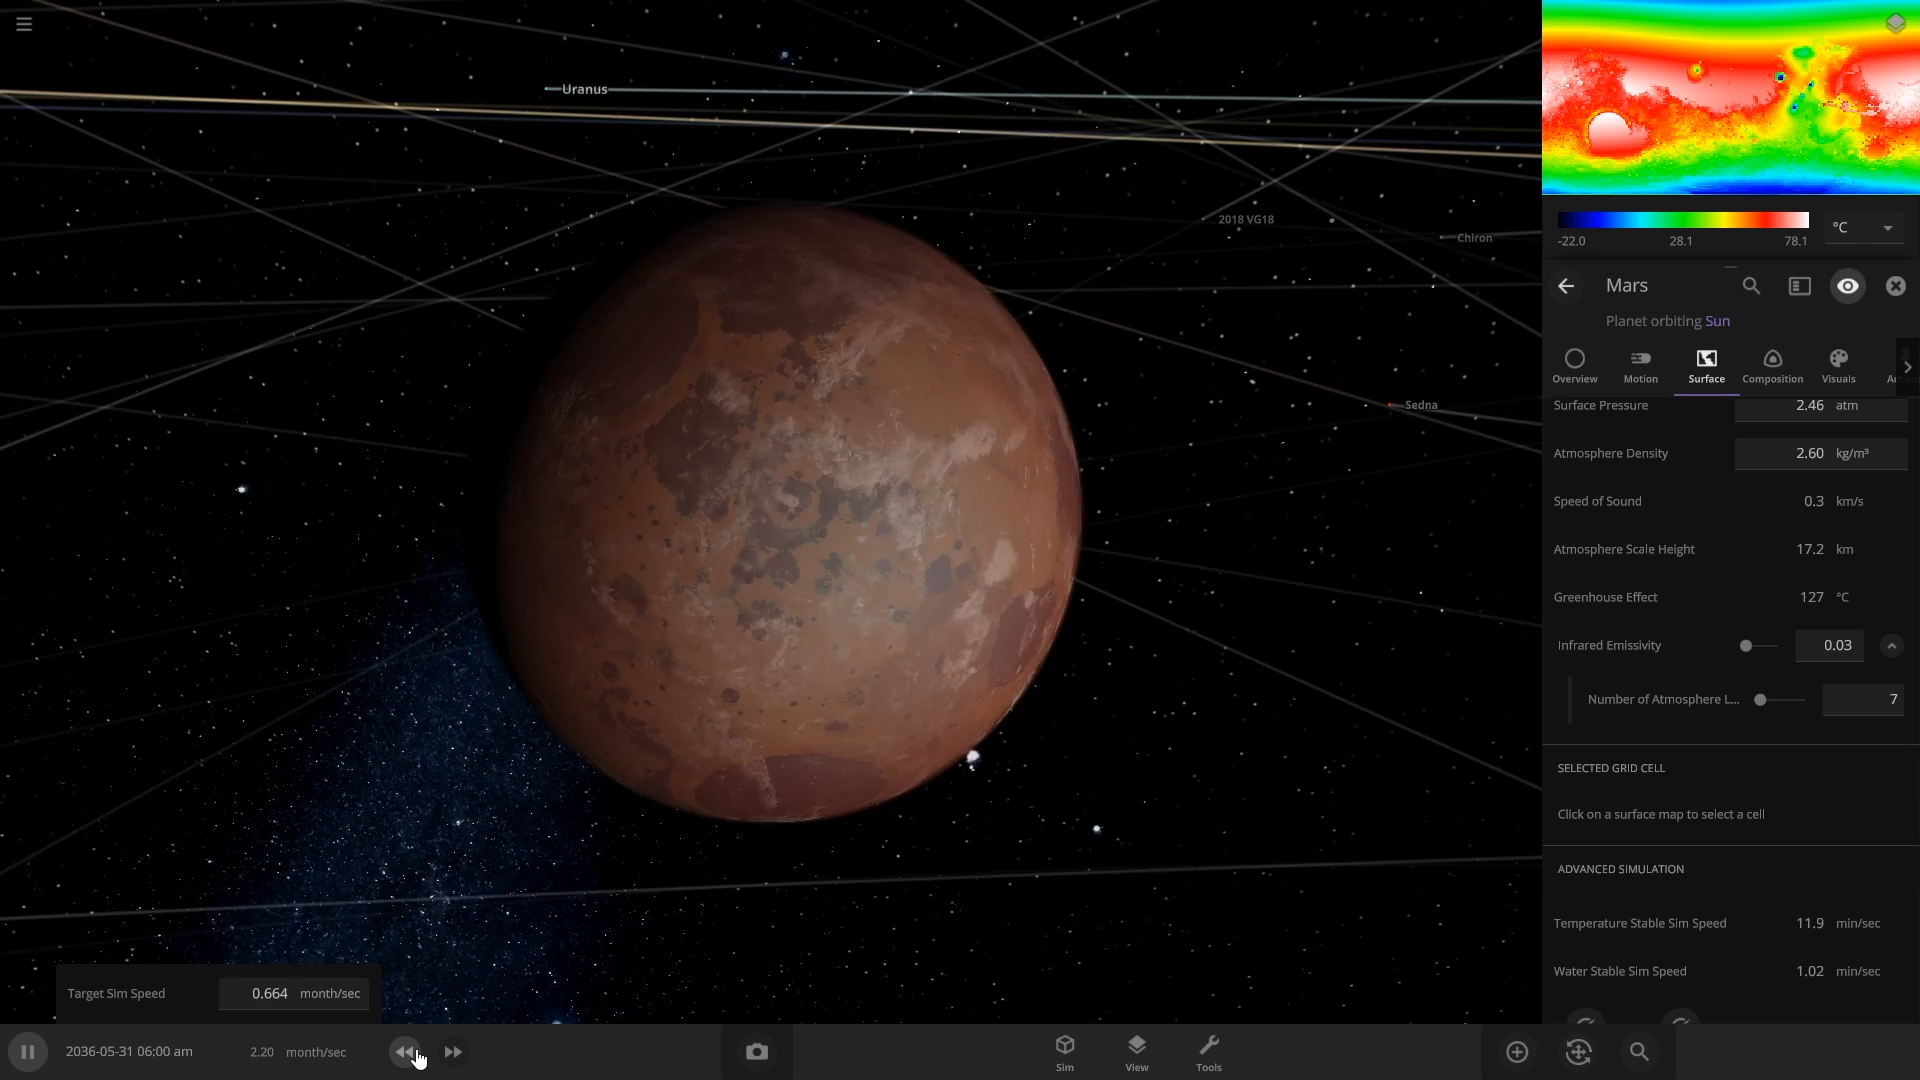 Uranus
2018 VG18
Chiron
Sedna
-22.0 28.1 78.1
°C
Mars
Planet orbiting Sun
Overview Motion Surface Composition Visuals
Surface Pressure 2.46 atm
Atmosphere Density 2.60 kg/m³
Speed of Sound 0.3 km/s
Atmosphere Scale Height 17.2 km
Greenhouse Effect 127 °C
Infrared Emissivity 0.03
Number of Atmosphere L... 7
SELECTED GRID CELL
Click on a surface map to select a cell
ADVANCED SIMULATION
Temperature Stable Sim Speed 11.9 min/sec
Water Stable Sim Speed 1.02 min/sec
Target Sim Speed 0.664 month/sec
2036-05-31 06:00 am 2.20 month/sec
Sim View Tools